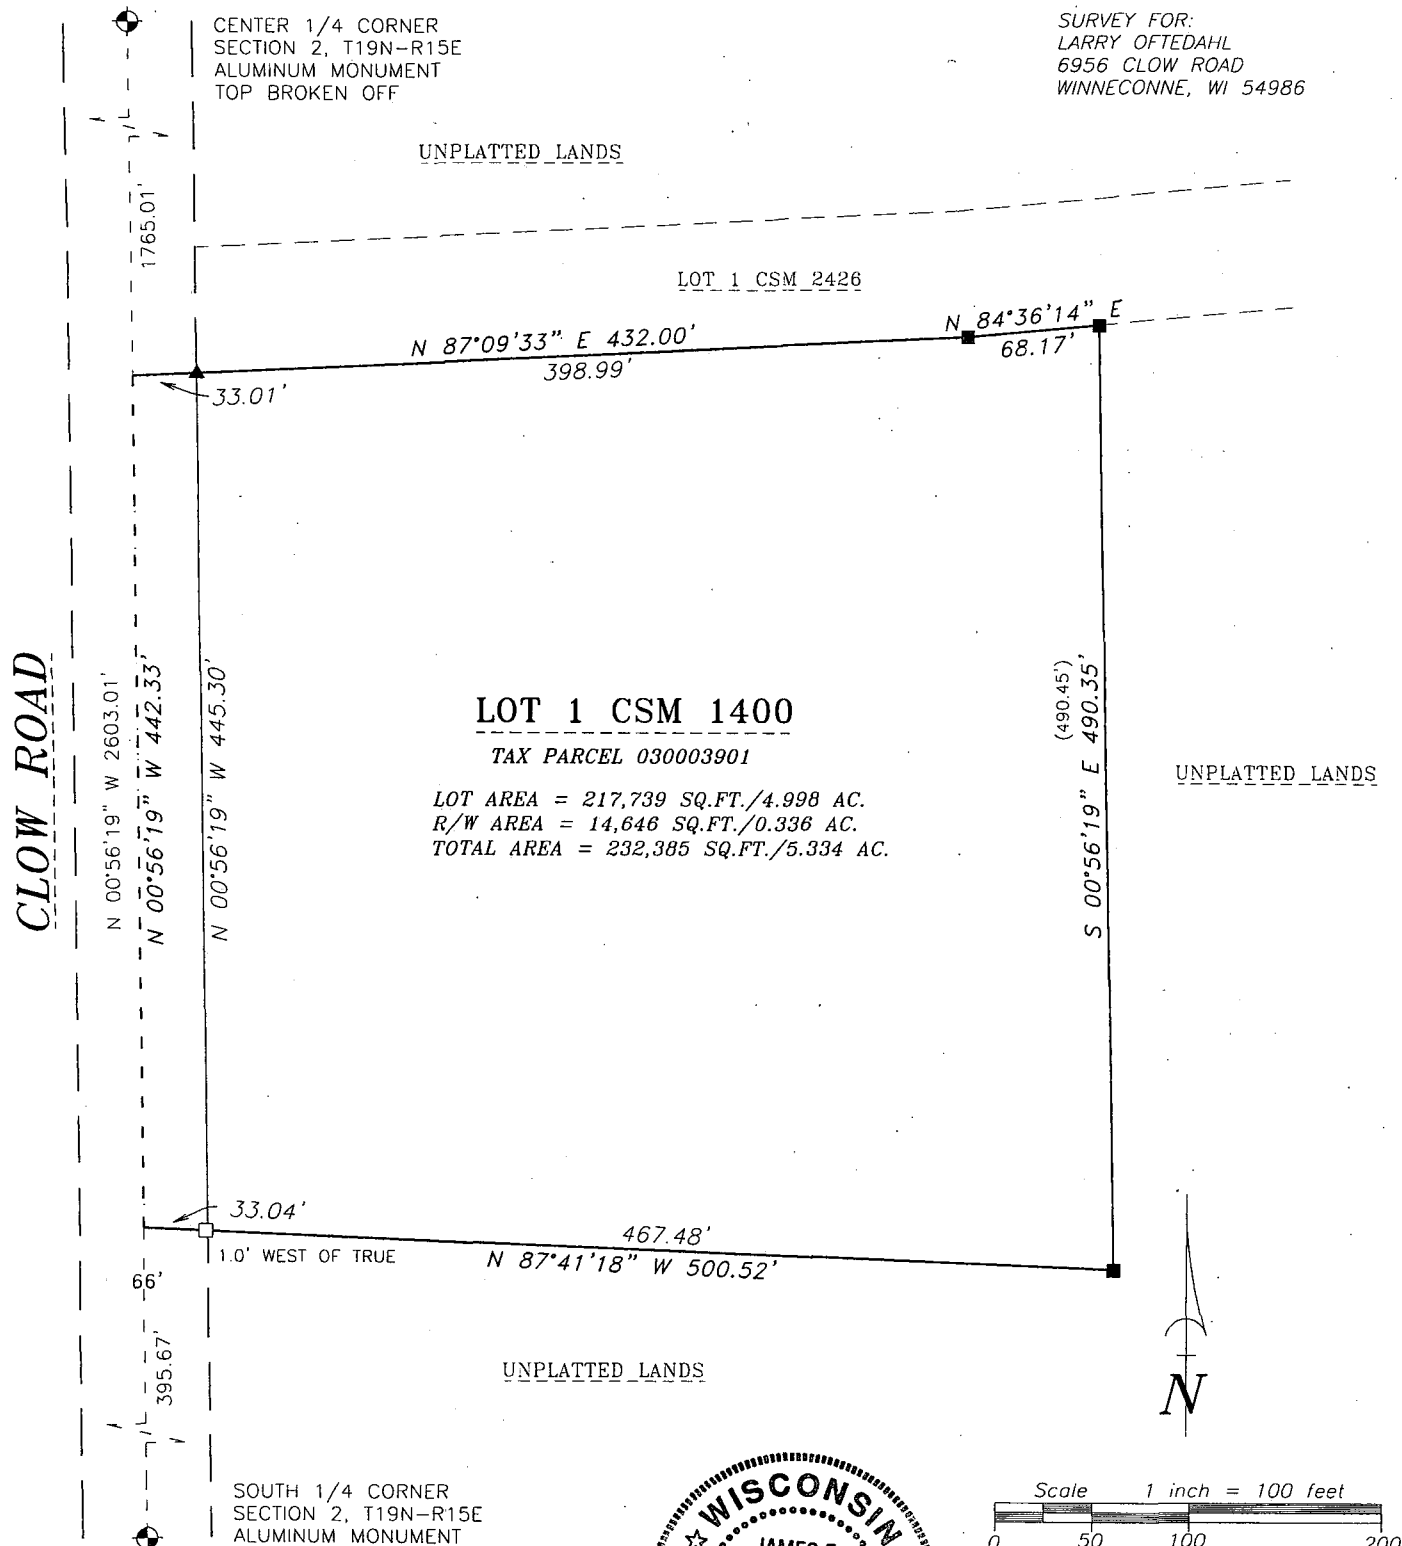 CENTER 1/4 CORNER
SECTION 2, T19N-R15E
ALUMINUM MONUMENT
TOP BROKEN OFF
SURVEY FOR:
LARRY OFTEDAHL
6956 CLOW ROAD
WINNECONNE, WI 54986
UNPLATTED LANDS
1765.01'
LOT 1 CSM 2426
N 87°09'33" E 432.00'
398.99'
N 84°36'14" E
68.17'
33.01'
CLOW ROAD
N 00°56'19" W 2603.01'
N 00°56'19" W 442.33'
N 00°56'19" W 445.30'
LOT 1 CSM 1400
TAX PARCEL 030003901
LOT AREA = 217,739 SQ.FT./4.998 AC.
R/W AREA = 14,646 SQ.FT./0.336 AC.
TOTAL AREA = 232,385 SQ.FT./5.334 AC.
(490.45')
S 00°56'19" E 490.35'
UNPLATTED LANDS
33.04'
1.0' WEST OF TRUE
467.48'
N 87°41'18" W 500.52'
66'
395.67'
UNPLATTED LANDS
N
SOUTH 1/4 CORNER
SECTION 2, T19N-R15E
ALUMINUM MONUMENT
WISCONSIN
Scale 1 inch = 100 feet
0 50 100 200